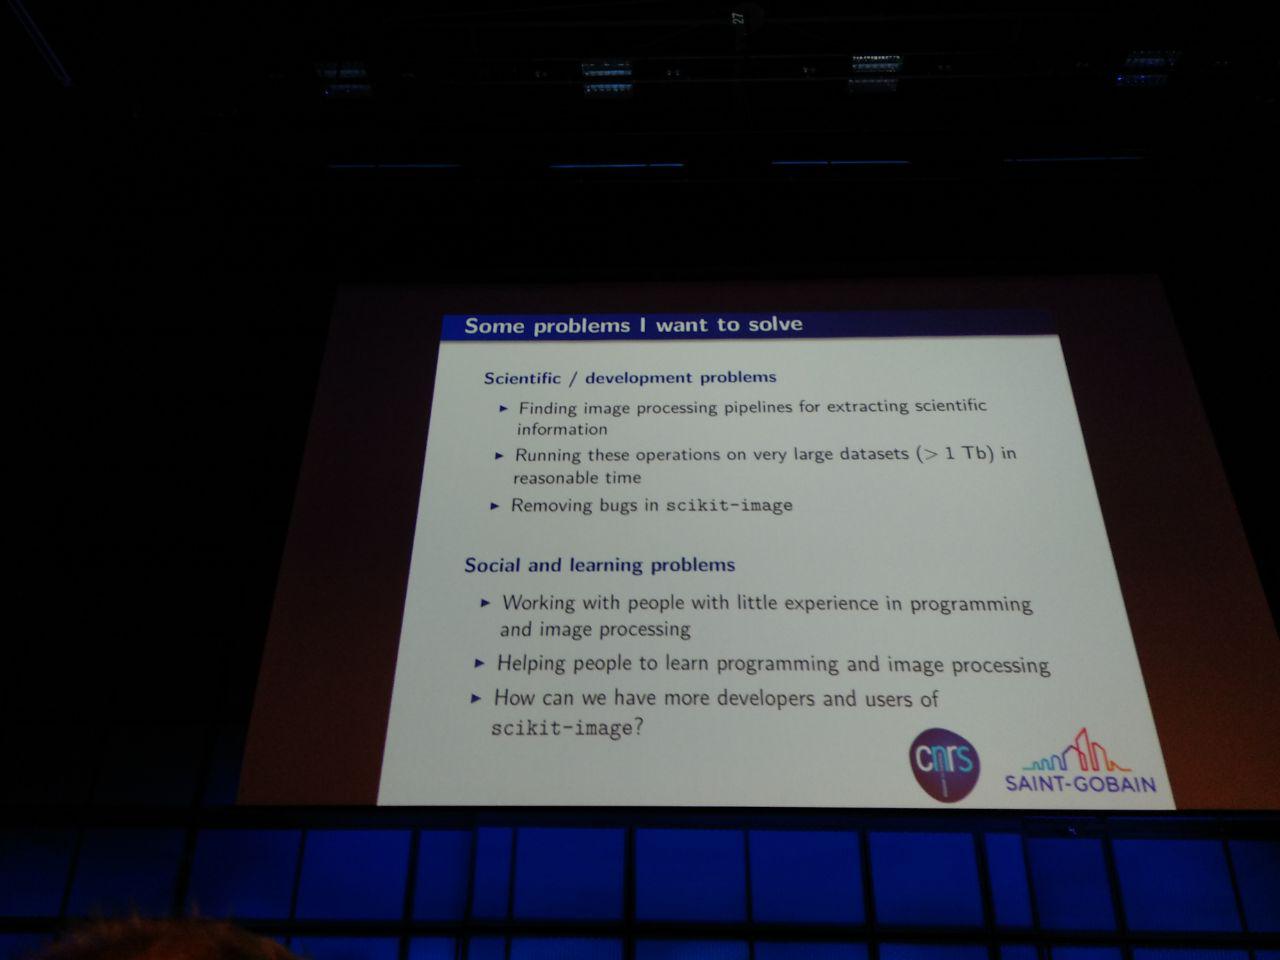 27
Some problems I want to solve
Scientific / development problems
► Finding image processing pipelines for extracting scientific
information
► Running these operations on very large datasets (> 1 Tb) in
reasonable time
► Removing bugs in scikit-image
Social and learning problems
► Working with people with little experience in programming
and image processing
► Helping people to learn programming and image processing
► How can we have more developers and users of
scikit-image?
cnrs
SAINT-GOBAIN